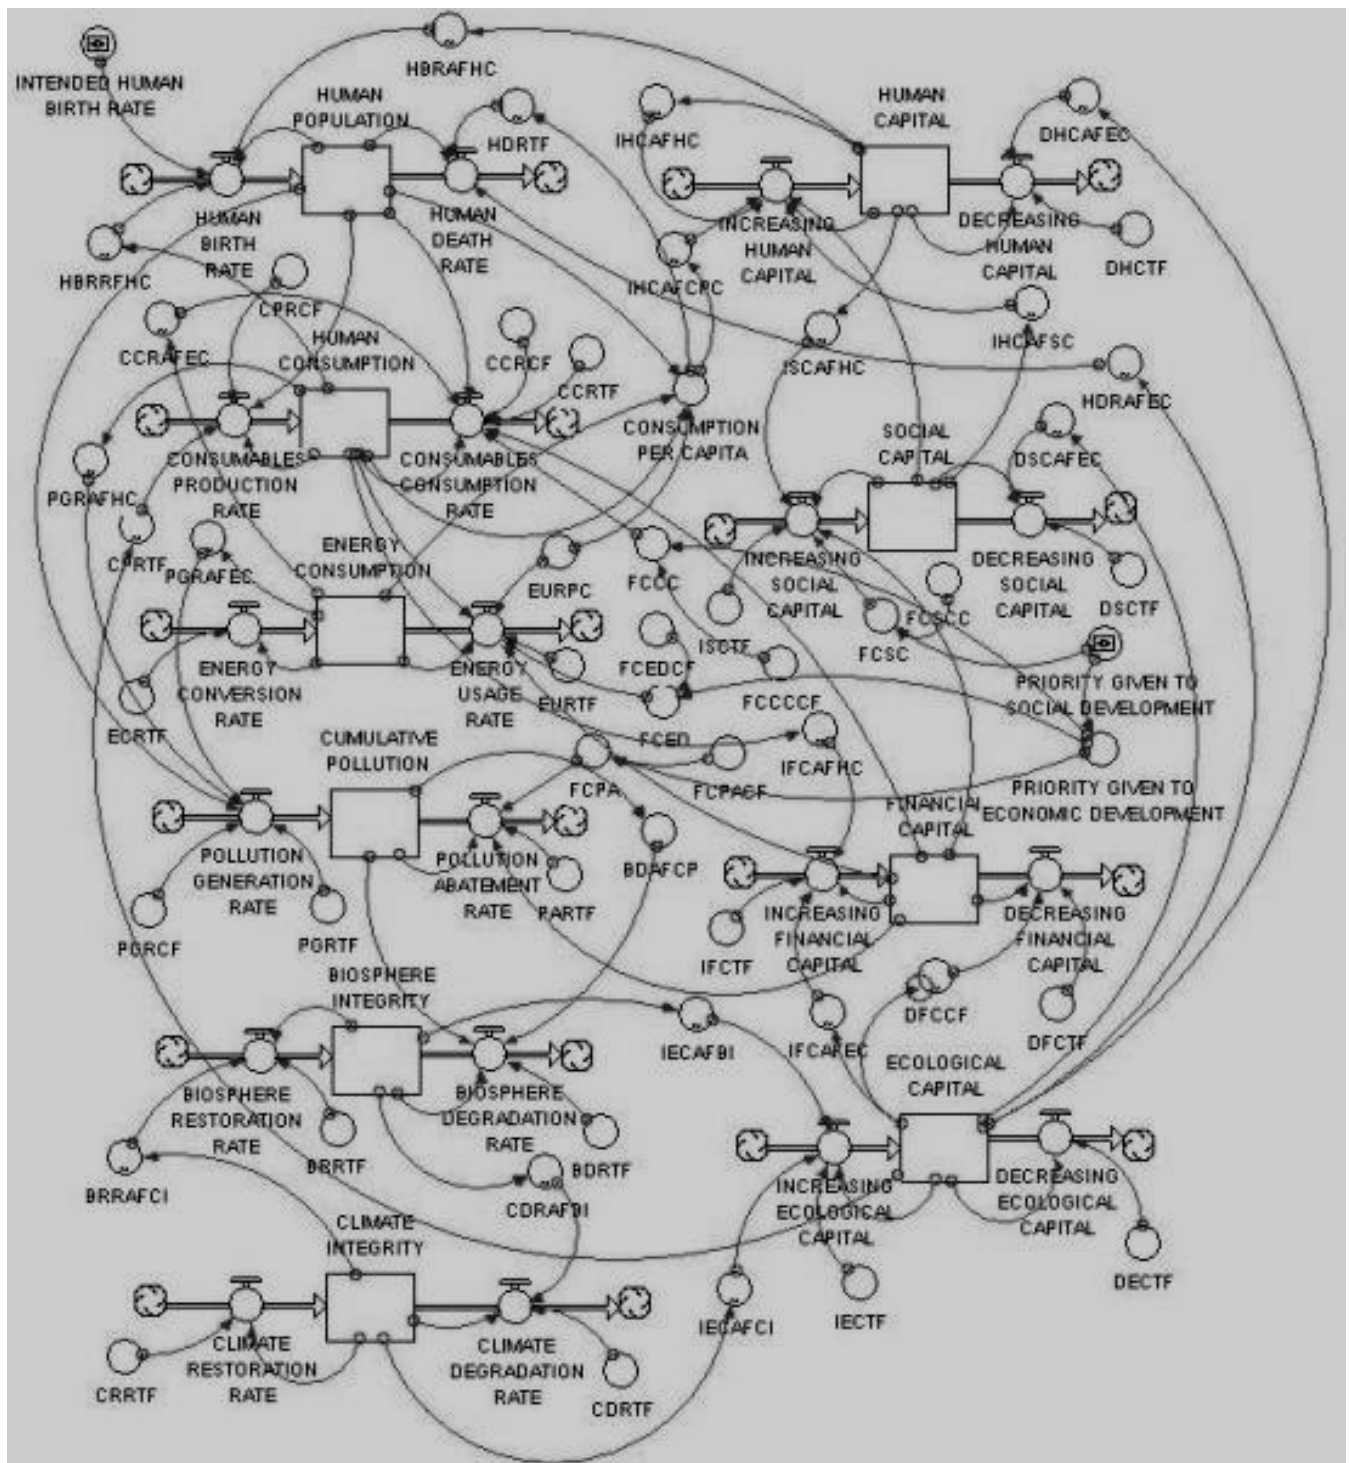 HBRAFHC
INTENDED HUMAN
BIRTH RATE
HUMAN
POPULATION
HDRTF
IHCAFHC
HUMAN
CAPITAL
DHCAFEC
HUMAN
BIRTH
RATE
HUMAN
DEATH
RATE
INCREASING
HUMAN
CAPITAL
DECREASING
HUMAN
CAPITAL
DHCTF
HBRRFHC
CPRCF
IHCAFCPC
CCRAFEC
HUMAN
CONSUMPTION
CCRCF
CCRTF
ISCAFHC
IHCAFSC
HDRAFEC
CONSUMPTION
PER CAPITA
SOCIAL
CAPITAL
DSCAFEC
PGRAFHC
CONSUMABLES
PRODUCTION
RATE
CONSUMABLES
CONSUMPTION
RATE
CPRTF
PGRAFEC
ENERGY
CONSUMPTION
EURPC
FCCC
INCREASING
SOCIAL
CAPITAL
DECREASING
SOCIAL
CAPITAL
DSCTF
FCSCC
ISCTF
FCSC
FCEDCF
FCCCCF
ECRTF
ENERGY
CONVERSION
RATE
ENERGY
USAGE
RATE
EURTF
FCED
PRIORITY GIVEN TO
SOCIAL DEVELOPMENT
CUMULATIVE
POLLUTION
IFCAFHC
FCPA
FCPACF
PRIORITY GIVEN TO
ECONOMIC DEVELOPMENT
FINANCIAL
CAPITAL
POLLUTION
GENERATION
RATE
POLLUTION
ABATEMENT
RATE
BDAFCP
PARTF
PGRCF
PGRTF
INCREASING
FINANCIAL
CAPITAL
DECREASING
FINANCIAL
CAPITAL
IFCTF
BIOSPHERE
INTEGRITY
DFCCF
DFCTF
IECAFBI
IFCAFEC
ECOLOGICAL
CAPITAL
BIOSPHERE
RESTORATION
RATE
BIOSPHERE
DEGRADATION
RATE
BRRTF
BDRTF
BRRAFCI
CDRAFBI
INCREASING
ECOLOGICAL
CAPITAL
DECREASING
ECOLOGICAL
CAPITAL
CLIMATE
INTEGRITY
DECTF
IECAFCI
IECTF
CLIMATE
RESTORATION
RATE
CLIMATE
DEGRADATION
RATE
CRRTF
CDRTF